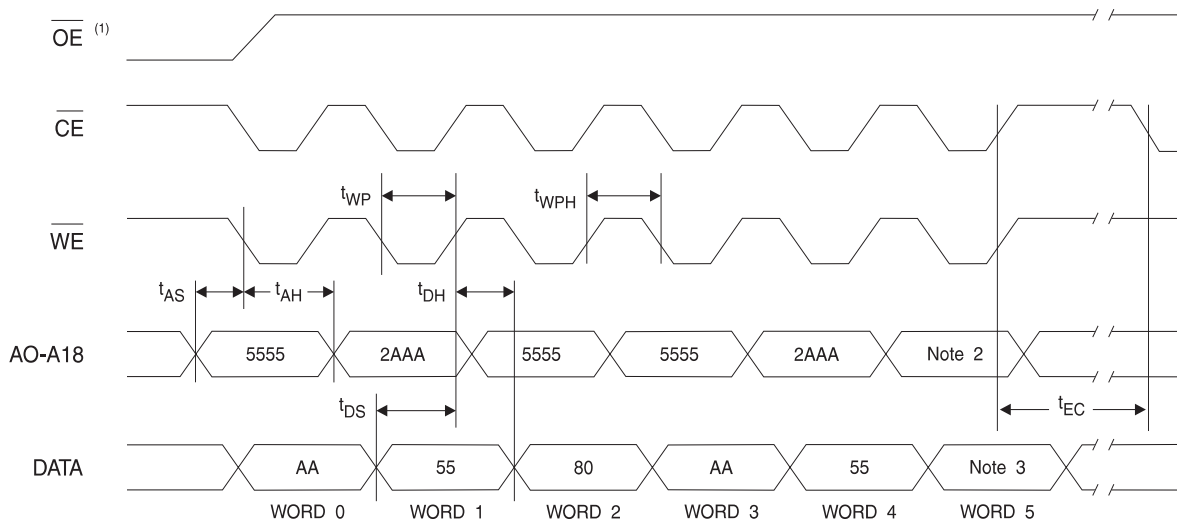 OE (1)
CE
tWP
tWPH
WE
tAS
tAH
tDH
AO-A18
5555
2AAA
5555
5555
2AAA
Note 2
tDS
tEC
DATA
AA
55
80
AA
55
Note 3
WORD 0
WORD 1
WORD 2
WORD 3
WORD 4
WORD 5